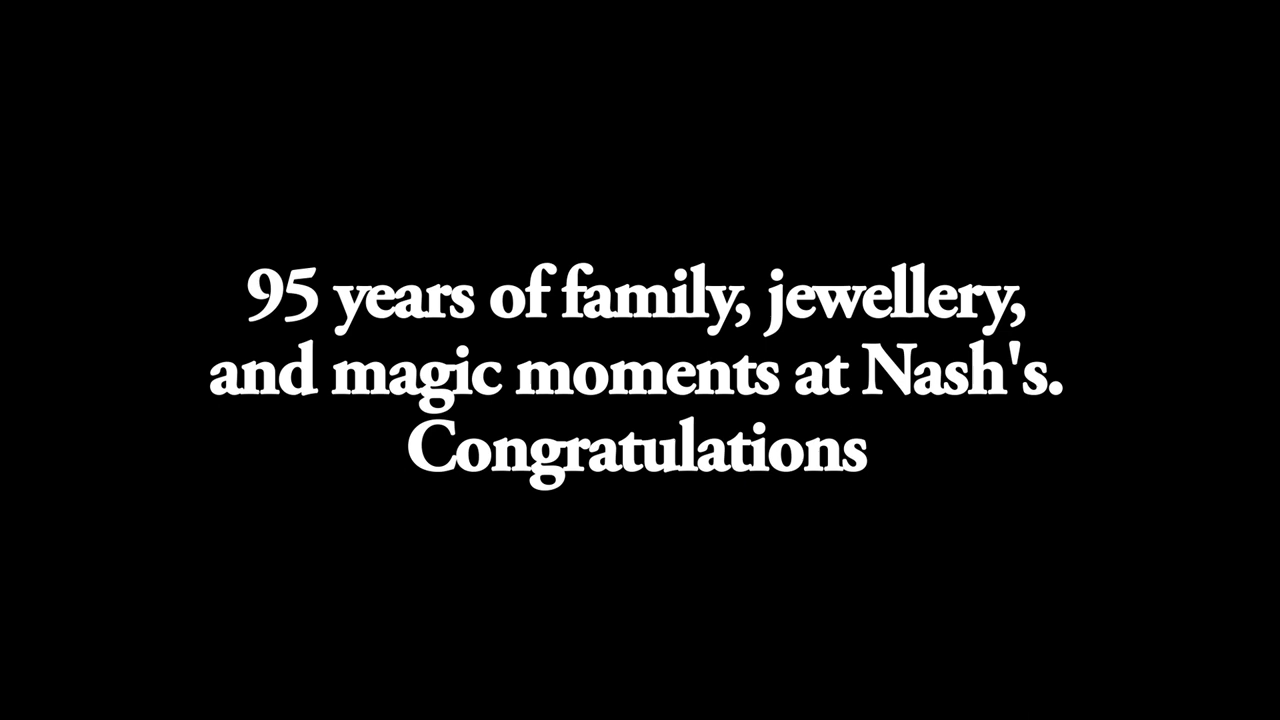 95 years of family, jewellery,
and magic moments at Nash's.
Congratulations